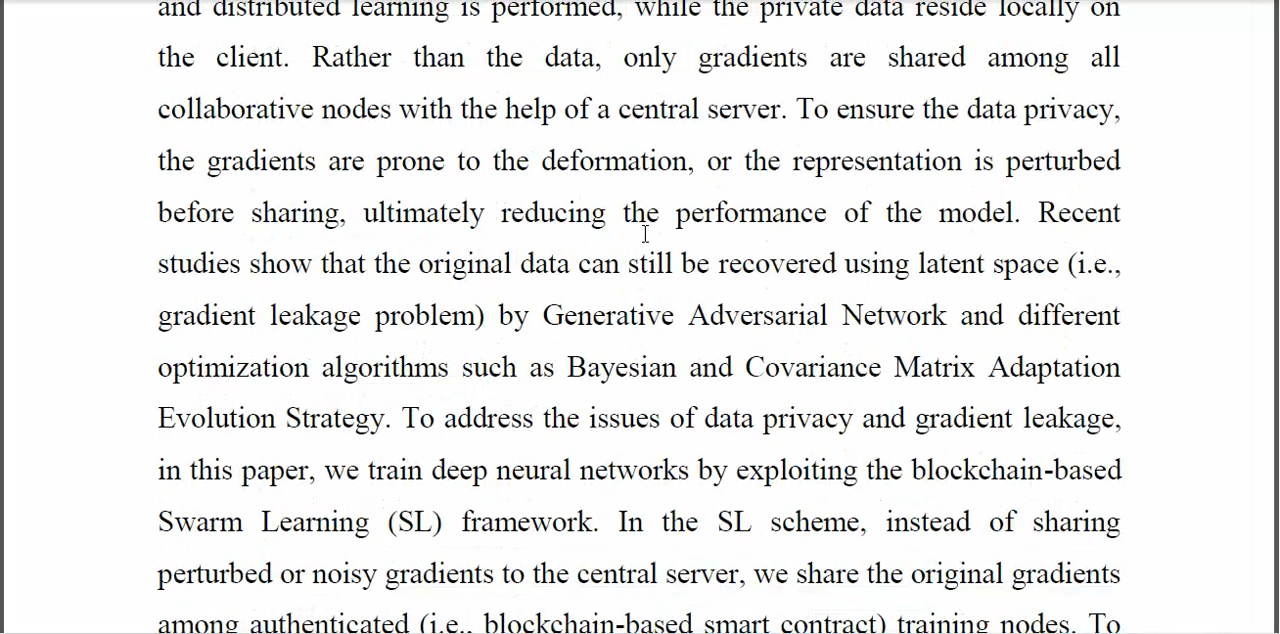 and distributed learning is performed, while the private data reside locally on
the client. Rather than the data, only gradients are shared among all
collaborative nodes with the help of a central server. To ensure the data privacy,
the gradients are prone to the deformation, or the representation is perturbed
before sharing, ultimately reducing the performance of the model. Recent
studies show that the original data can still be recovered using latent space (i.e.,
gradient leakage problem) by Generative Adversarial Network and different
optimization algorithms such as Bayesian and Covariance Matrix Adaptation
Evolution Strategy. To address the issues of data privacy and gradient leakage,
in this paper, we train deep neural networks by exploiting the blockchain-based
Swarm Learning (SL) framework. In the SL scheme, instead of sharing
perturbed or noisy gradients to the central server, we share the original gradients
among authenticated (i.e., blockchain-based smart contract) training nodes. To